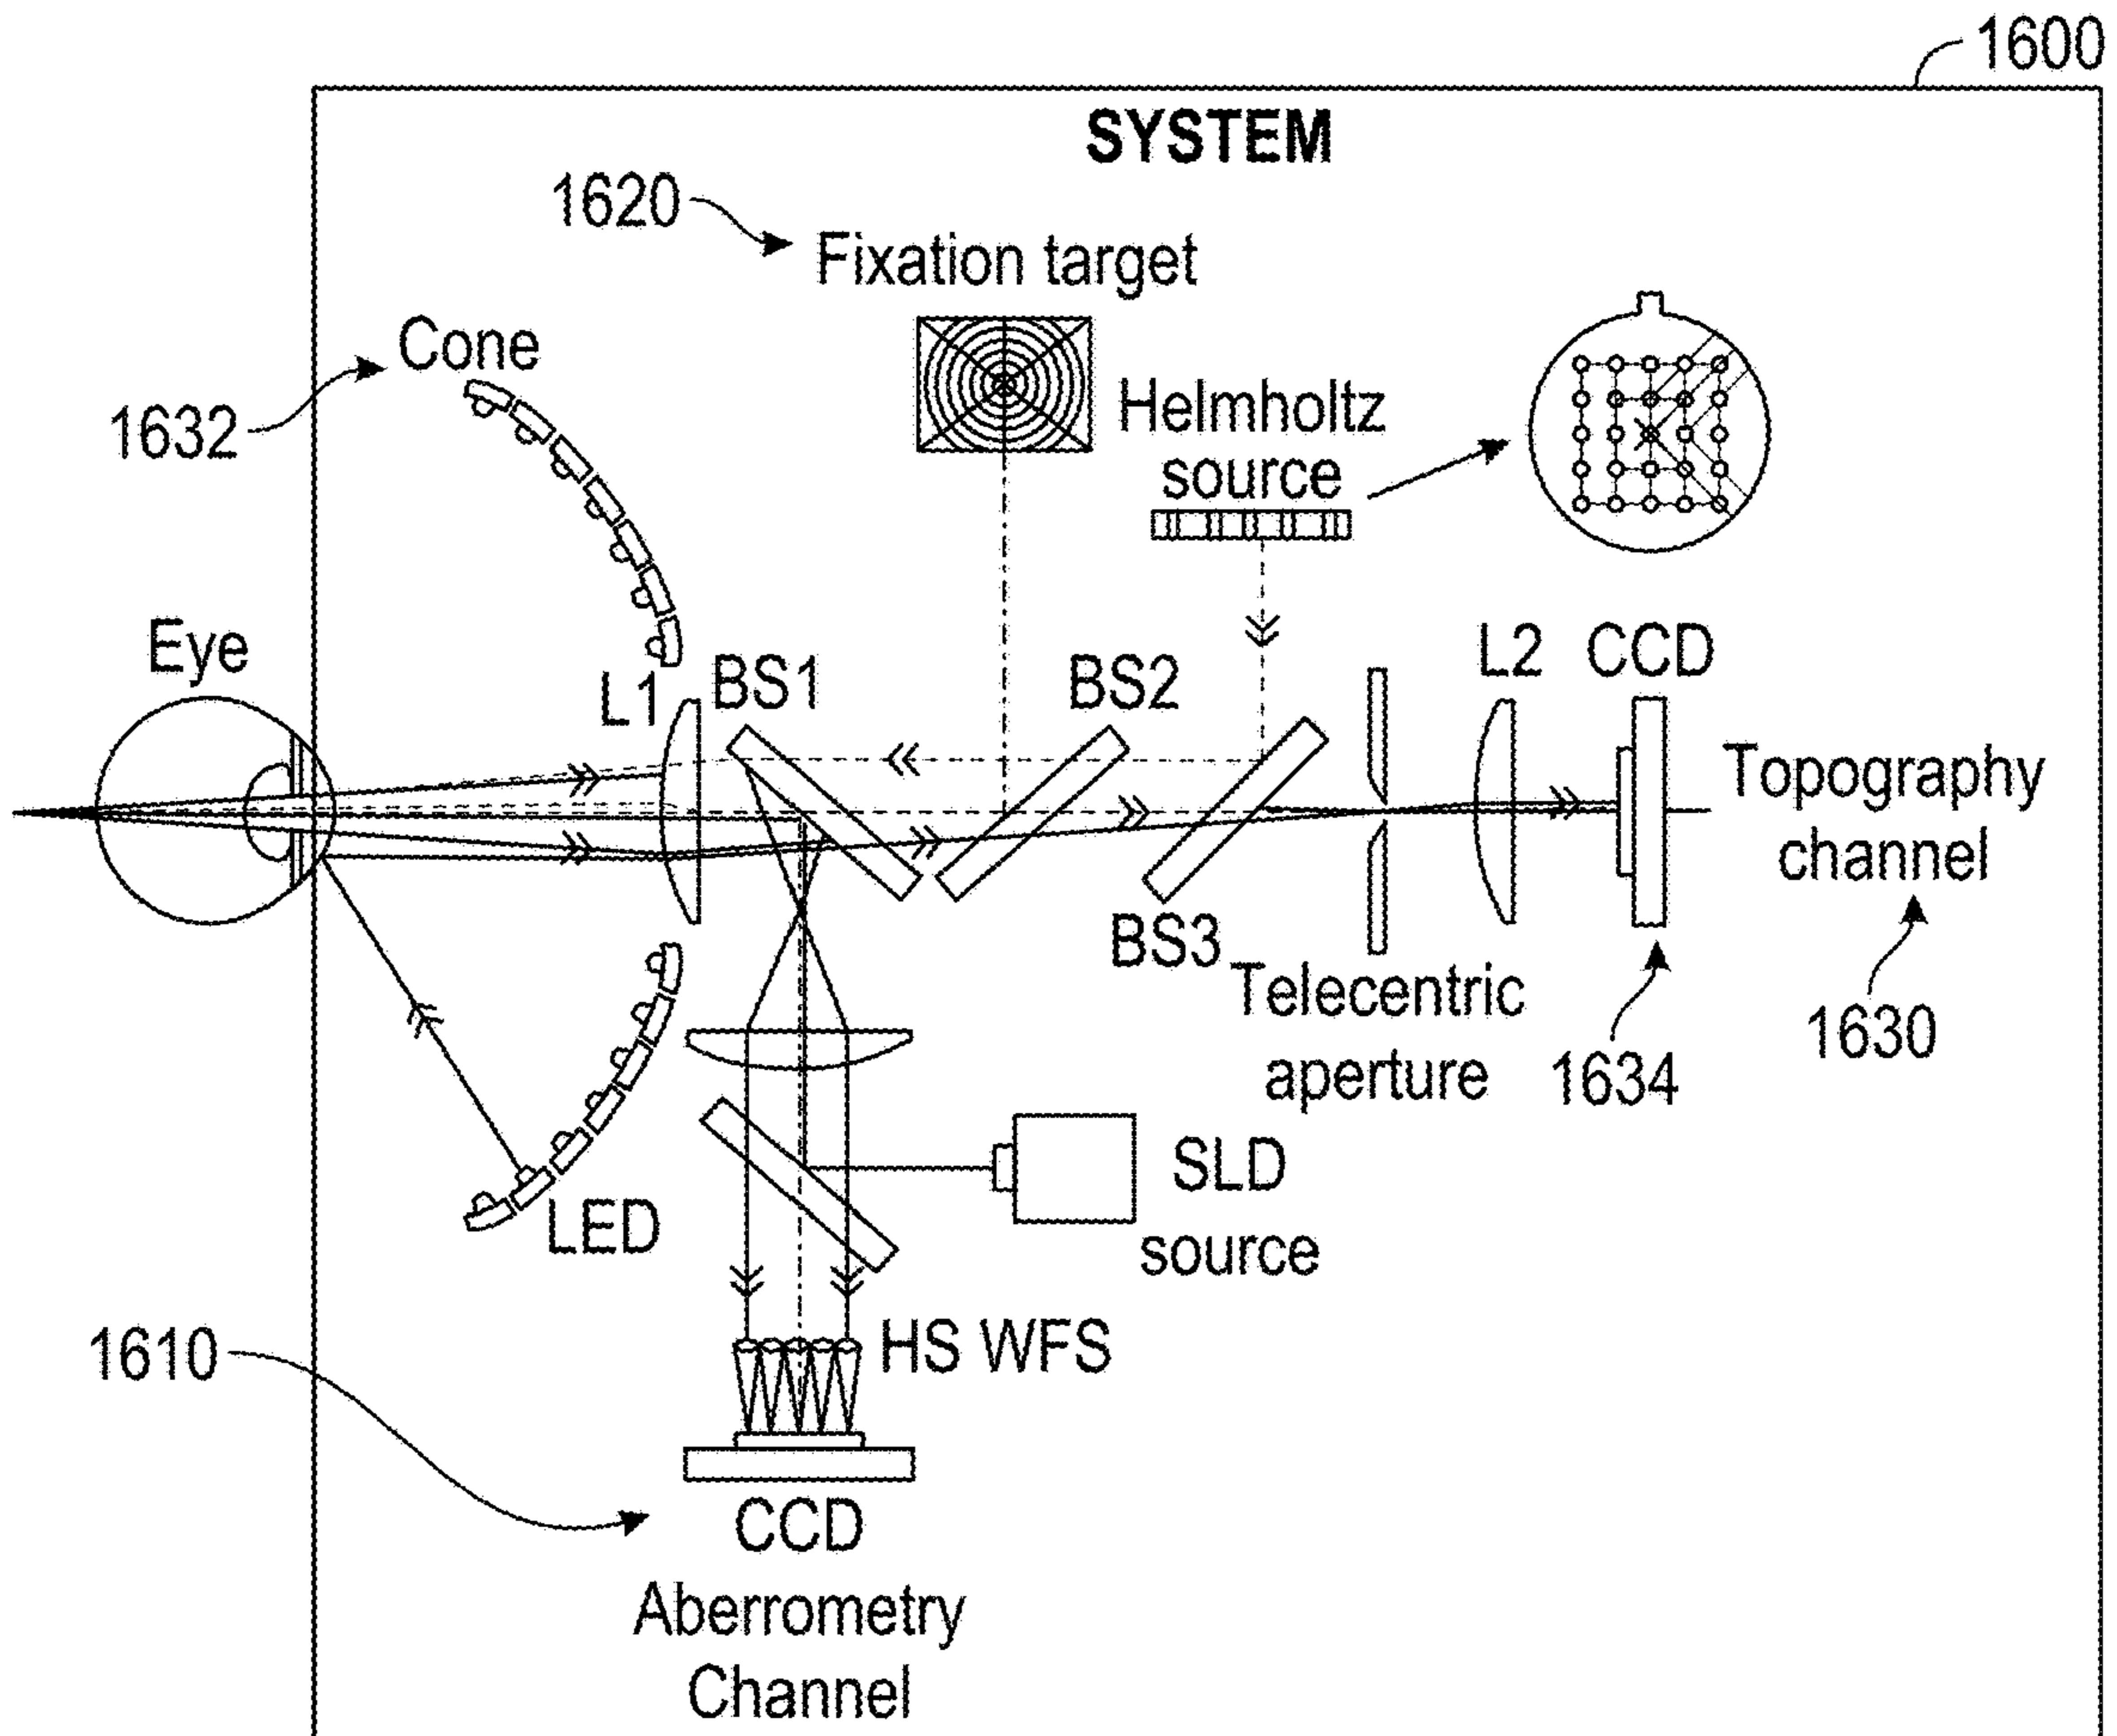 1600
SYSTEM
1620
Fixation target
Cone
1632
Helmholtz
source
Eye
L1
BS1
BS2
L2
CCD
Topography
channel
BS3
Telecentric
aperture
1634
1630
SLD
source
LED
HS WFS
1610
CCD
Aberrometry
Channel